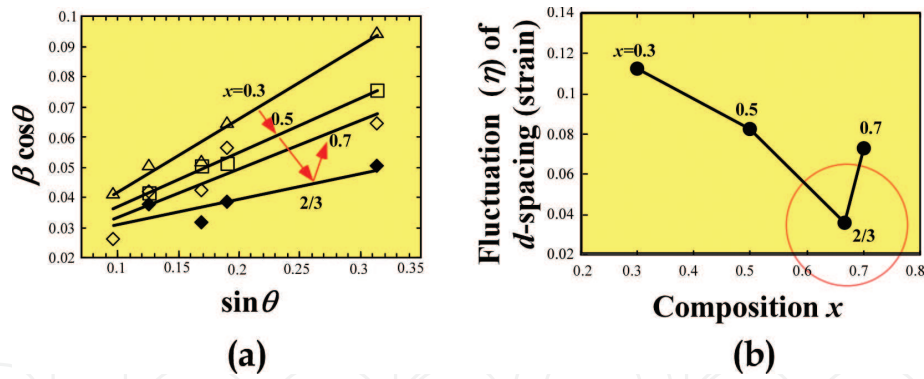 0.1
0.09
0.08
0.07
0.06
0.05
0.04
0.03
0.02
β cosθ
x=0.3
0.5
0.7
2/3
0.1 0.15 0.2 0.25 0.3 0.35
sin θ
(a)
Fluctuation (η) of
d-spacing (strain)
0.14
0.12
0.1
0.08
0.06
0.04
0.02
x=0.3
0.5
0.7
2/3
0.2 0.3 0.4 0.5 0.6 0.7 0.8
Composition x
(b)